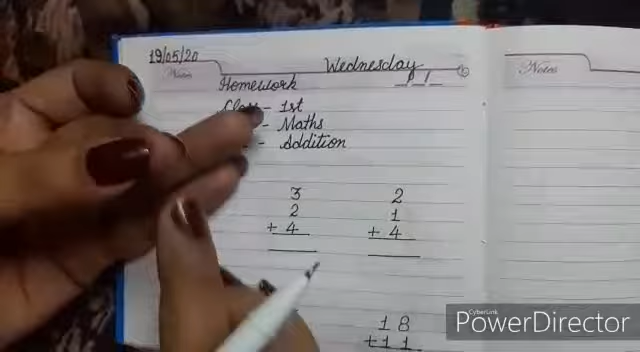 19/05/20
Wednesday
Notes
Homework
Notes
- 1st
- Maths
- Addition
3 2
2 1
+ 4 + 4
1 8
+ 1 1
CyberLink
PowerDirector